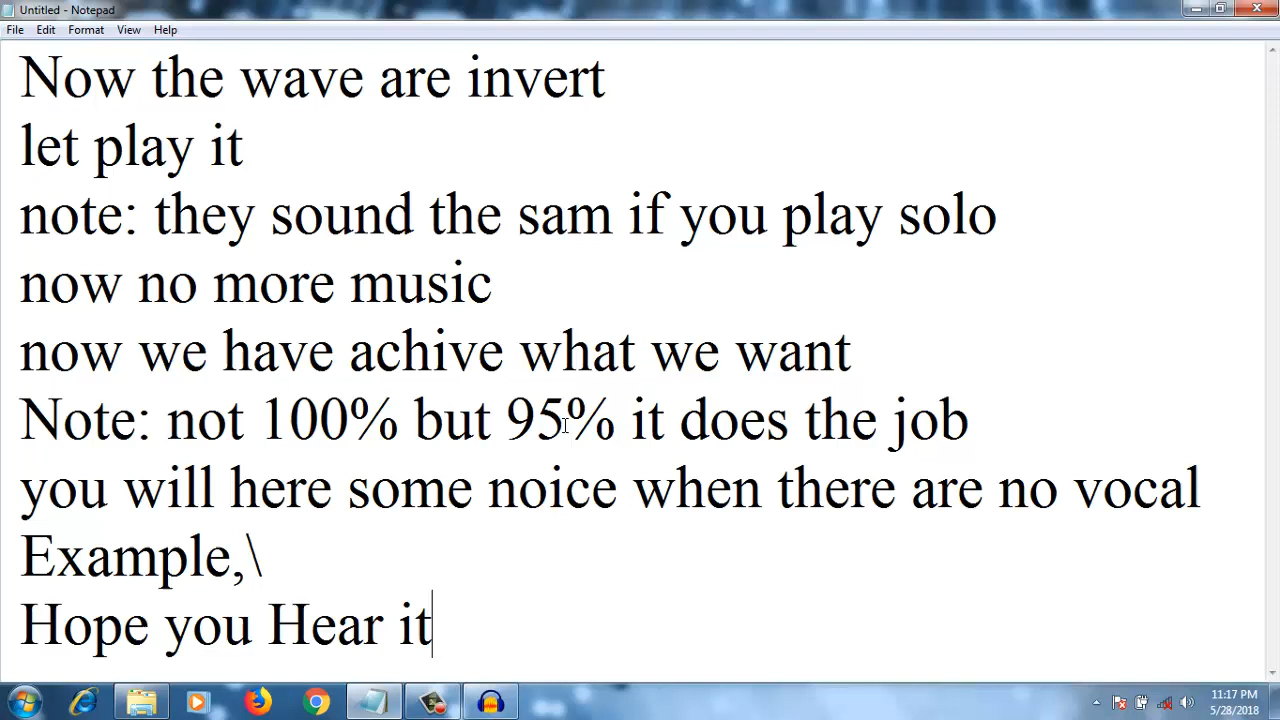 Untitled - Notepad
File Edit Format View Help
Now the wave are invert
let play it
note: they sound the sam if you play solo
now no more music
now we have achive what we want
Note: not 100% but 95% it does the job
you will here some noice when there are no vocal
Example,\
Hope you Hear it
11:17 PM
5/28/2018